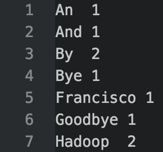 1 An  1
2 And 1
3 By  2
4 Bye 1
5 Francisco 1
6 Goodbye 1
7 Hadoop  2